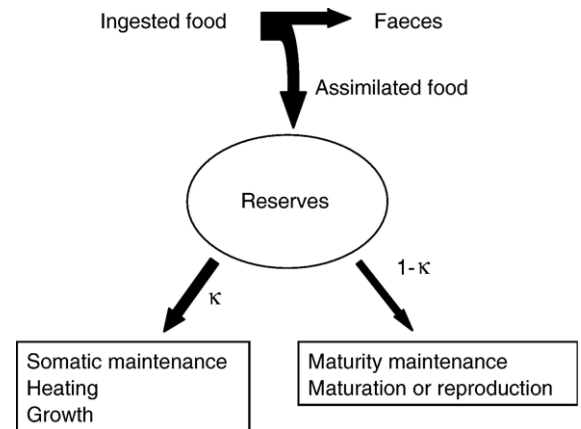 Ingested food
Faeces
Assimilated food
Reserves
κ
1-κ
Somatic maintenance
Heating
Growth
Maturity maintenance
Maturation or reproduction